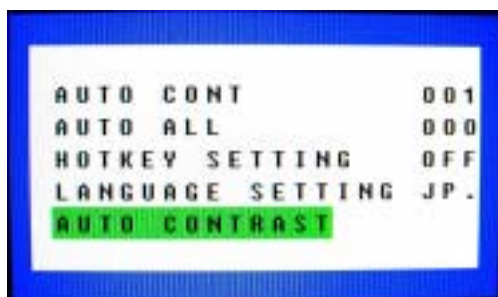 AUTO CONT 001
AUTO ALL 000
HOTKEY SETTING OFF
LANGUAGE SETTING JP.
AUTO CONTRAST